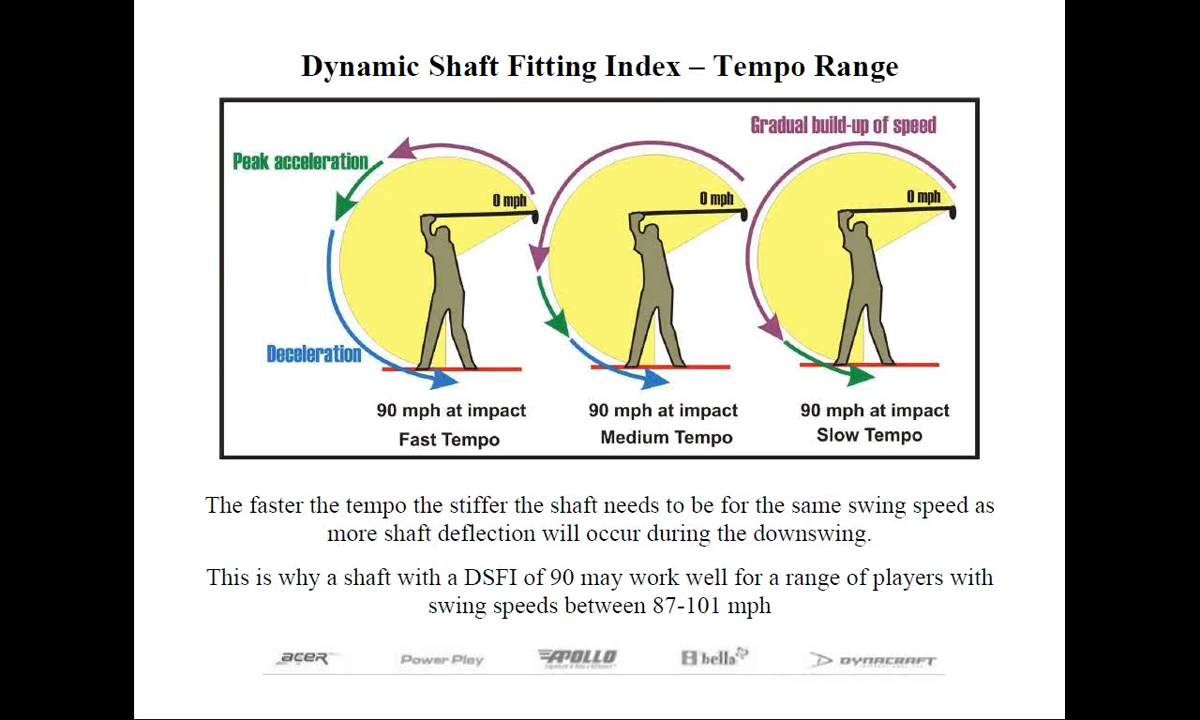 Dynamic Shaft Fitting Index – Tempo Range
Gradual build-up of speed
Peak acceleration
0 mph
0 mph
0 mph
Deceleration
90 mph at impact
Fast Tempo
90 mph at impact
Medium Tempo
90 mph at impact
Slow Tempo
The faster the tempo the stiffer the shaft needs to be for the same swing speed as
more shaft deflection will occur during the downswing.
This is why a shaft with a DSFI of 90 may work well for a range of players with
swing speeds between 87-101 mph
ACER
Power Play
APOLLO
bella
DYNACRAFT